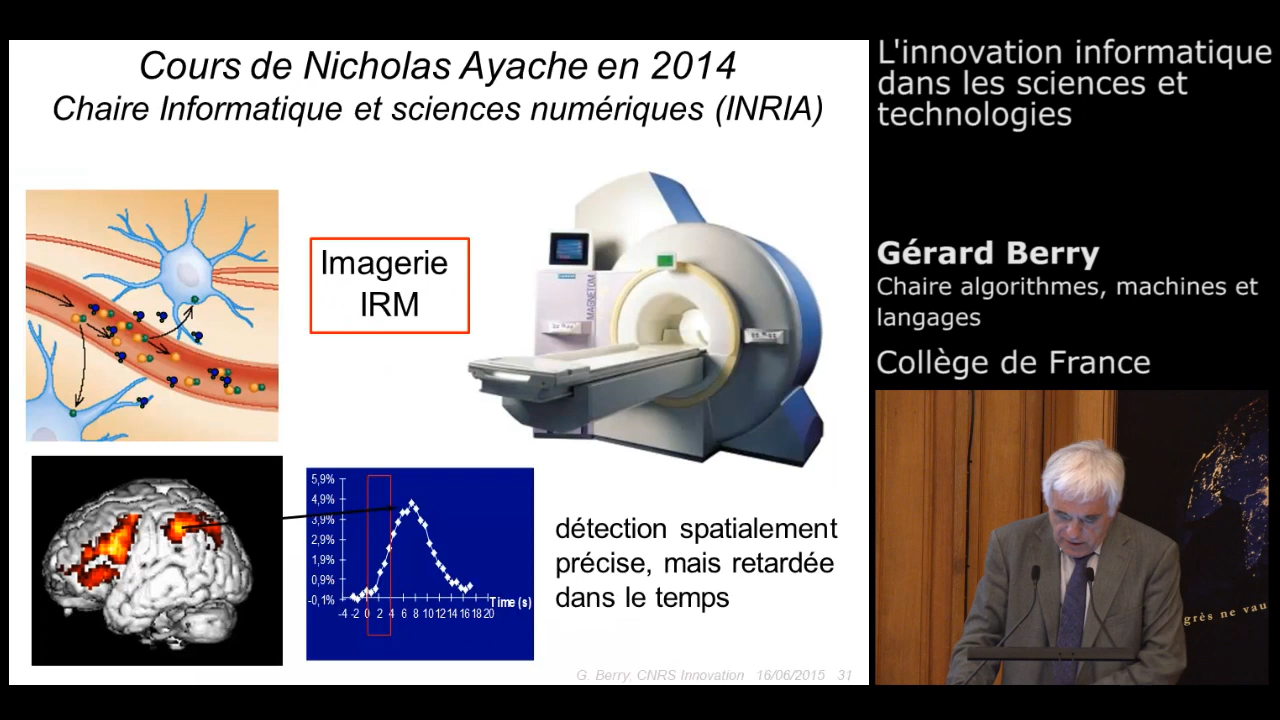 Cours de Nicholas Ayache en 2014
Chaire Informatique et sciences numériques (INRIA)
Imagerie
IRM
SIEMENS
MAGNETOM
5,9%
4,9%
3,9%
2,9%
1,9%
0,9%
-0,1%
-4 -2 0 2 4 6 8 10 12 14 16 18 20
Time (s)
détection spatialement
précise, mais retardée
dans le temps
G. Berry, CNRS Innovation 16/06/2015 31
L'innovation informatique
dans les sciences et
technologies
Gérard Berry
Chaire algorithmes, machines et
langages
Collège de France
grès ne vau